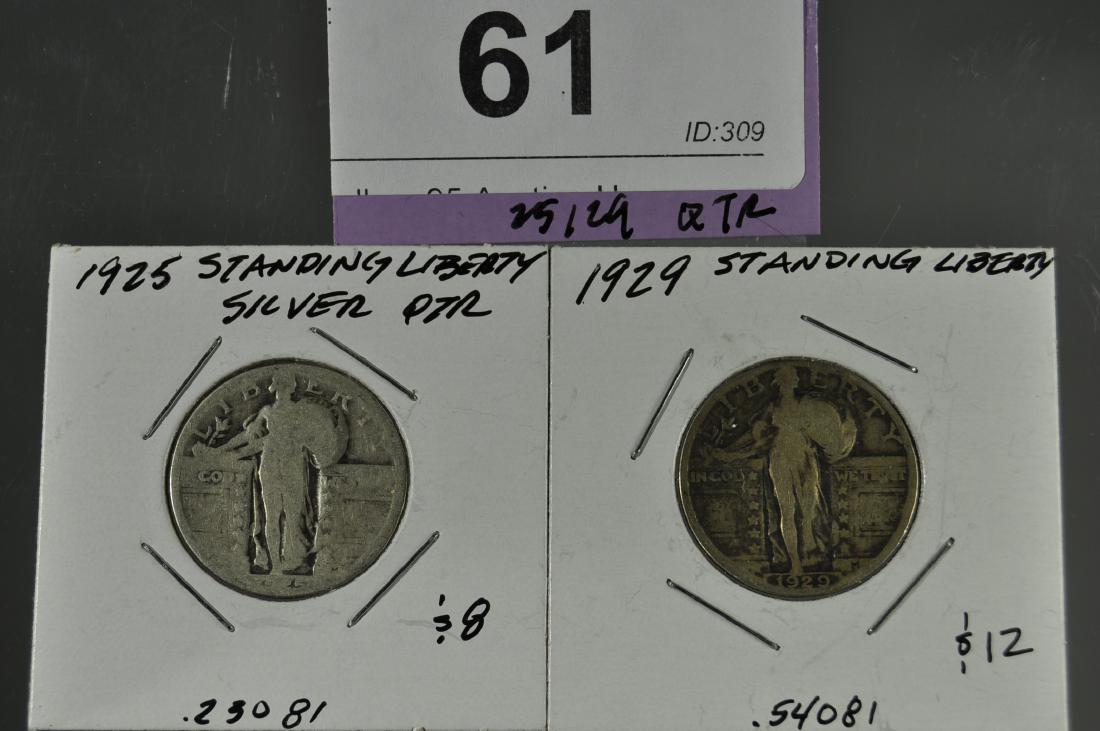 61
ID:309
25/29 QTR
1925 STANDING LIBERTY
SILVER QTR
1929 STANDING LIBERTY
LIBERTY
LIBERTY
IN GOD WE TRUST
1929
$8
$12
.23081
.54081